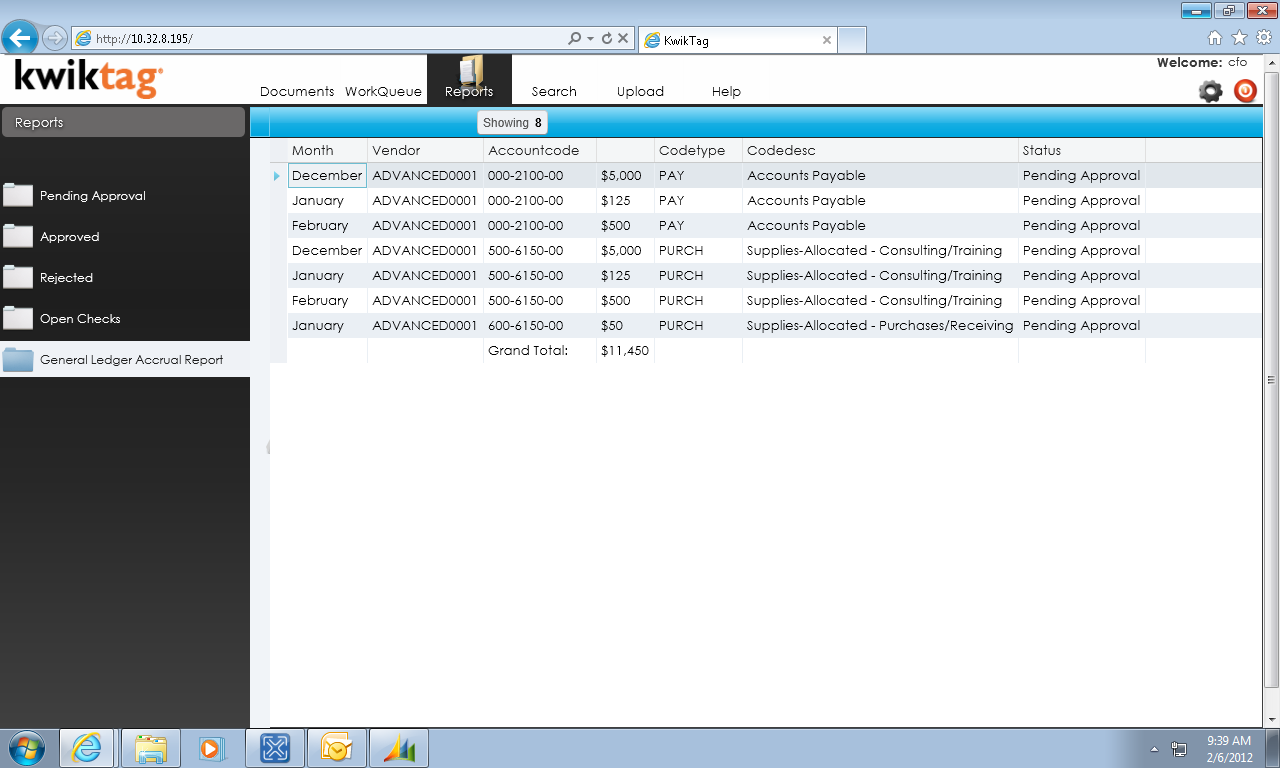 http://10.32.8.195/
KwikTag
kwiktag
Welcome: cfo
Documents WorkQueue Reports Search Upload Help
Reports
Showing 8
Pending Approval
Approved
Rejected
Open Checks
General Ledger Accrual Report
Month Vendor Accountcode Codetype Codedesc Status
December ADVANCED0001 000-2100-00 $5,000 PAY Accounts Payable Pending Approval
January ADVANCED0001 000-2100-00 $125 PAY Accounts Payable Pending Approval
February ADVANCED0001 000-2100-00 $500 PAY Accounts Payable Pending Approval
December ADVANCED0001 500-6150-00 $5,000 PURCH Supplies-Allocated - Consulting/Training Pending Approval
January ADVANCED0001 500-6150-00 $125 PURCH Supplies-Allocated - Consulting/Training Pending Approval
February ADVANCED0001 500-6150-00 $500 PURCH Supplies-Allocated - Consulting/Training Pending Approval
January ADVANCED0001 600-6150-00 $50 PURCH Supplies-Allocated - Purchases/Receiving Pending Approval
Grand Total: $11,450
9:39 AM
2/6/2012